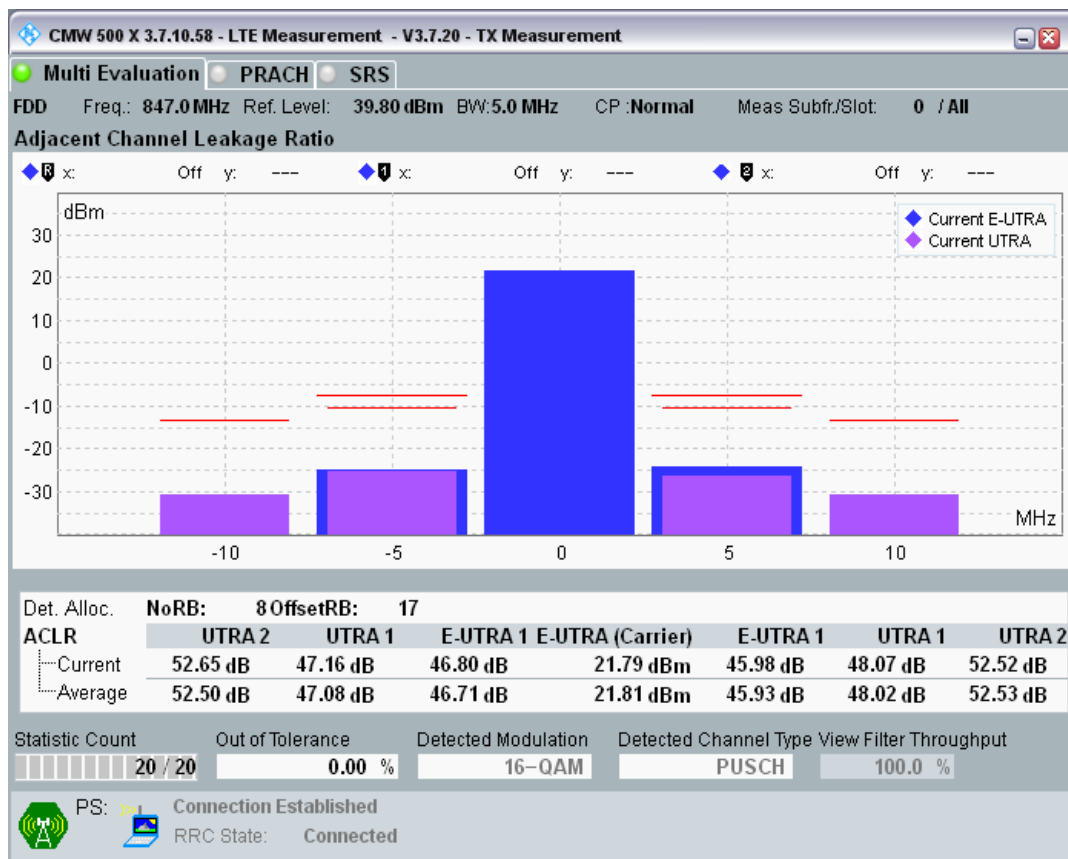 CMW 500 X 3.7.10.58 - LTE Measurement - V3.7.20 - TX Measurement
Multi Evaluation PRACH SRS
FDD Freq.: 847.0 MHz Ref. Level: 39.80 dBm BW:5.0 MHz CP :Normal Meas Subfr./Slot: 0 / All
Adjacent Channel Leakage Ratio
R x: Off y: --- 1 x: Off y: --- 2 x: Off y: ---
dBm
Current E-UTRA
Current UTRA
30
20
10
0
-10
-20
-30
MHz
-10 -5 0 5 10
Det. Alloc. NoRB: 8 OffsetRB: 17
ACLR UTRA 2 UTRA 1 E-UTRA 1 E-UTRA (Carrier) E-UTRA 1 UTRA 1 UTRA 2
Current 52.65 dB 47.16 dB 46.80 dB 21.79 dBm 45.98 dB 48.07 dB 52.52 dB
Average 52.50 dB 47.08 dB 46.71 dB 21.81 dBm 45.93 dB 48.02 dB 52.53 dB
Statistic Count Out of Tolerance Detected Modulation Detected Channel Type View Filter Throughput
20 / 20 0.00 % 16-QAM PUSCH 100.0 %
PS: Connection Established
RRC State: Connected